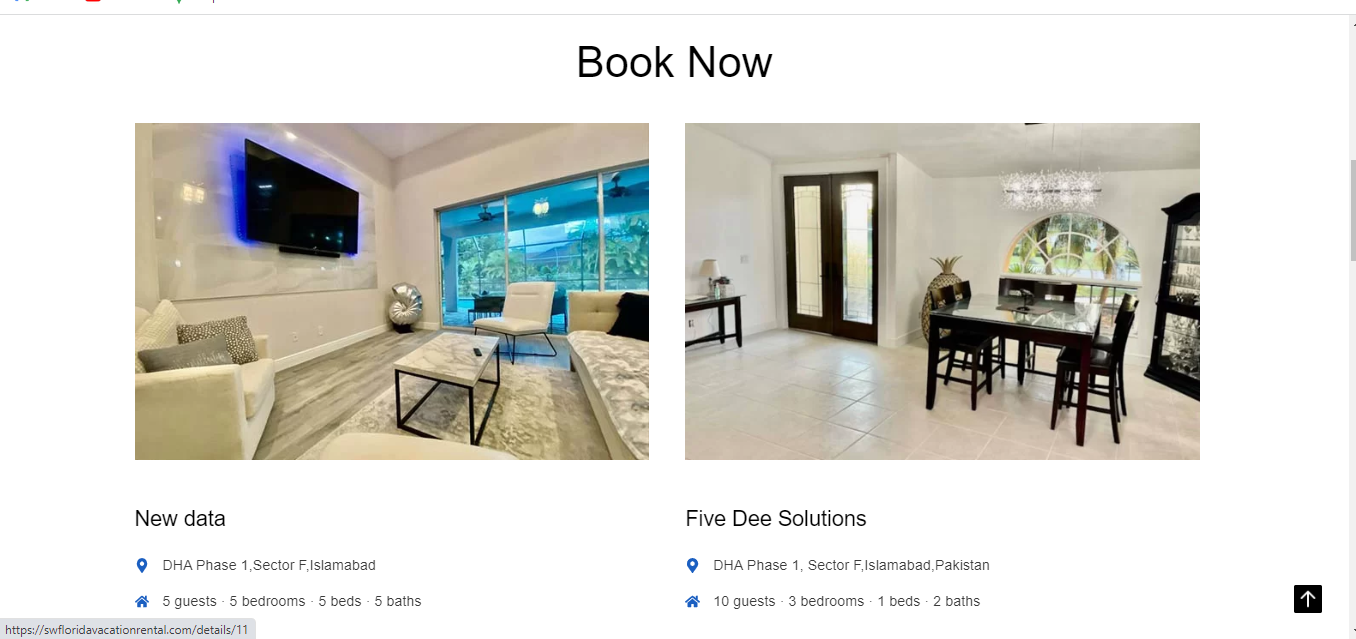 Book Now
New data
DHA Phase 1,Sector F,Islamabad
5 guests · 5 bedrooms · 5 beds · 5 baths
Five Dee Solutions
DHA Phase 1, Sector F,Islamabad,Pakistan
10 guests · 3 bedrooms · 1 beds · 2 baths
https://swfloridavacationrental.com/details/11